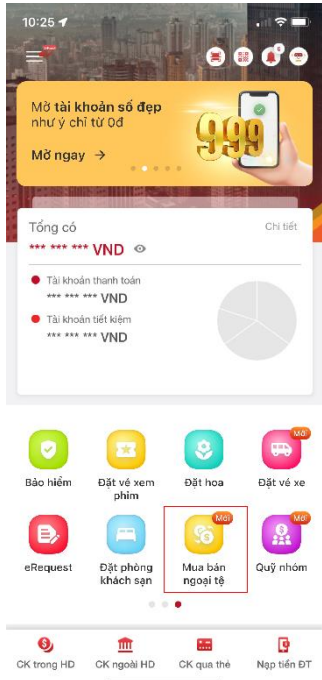 10:25
Mở tài khoản số đẹp
như ý chỉ từ 0đ
Mở ngay →
999
Tổng có
Chi tiết
*** *** *** VND
Tài khoản thanh toán
*** *** *** VND
Tài khoản tiết kiệm
*** *** *** VND
Mới
Bảo hiểm
Đặt vé xem phim
Đặt hoa
Đặt vé xe
Mới
Mới
eRequest
Đặt phòng khách sạn
Mua bán ngoại tệ
Quỹ nhóm
CK trong HD
CK ngoài HD
CK qua thẻ
Nạp tiền ĐT